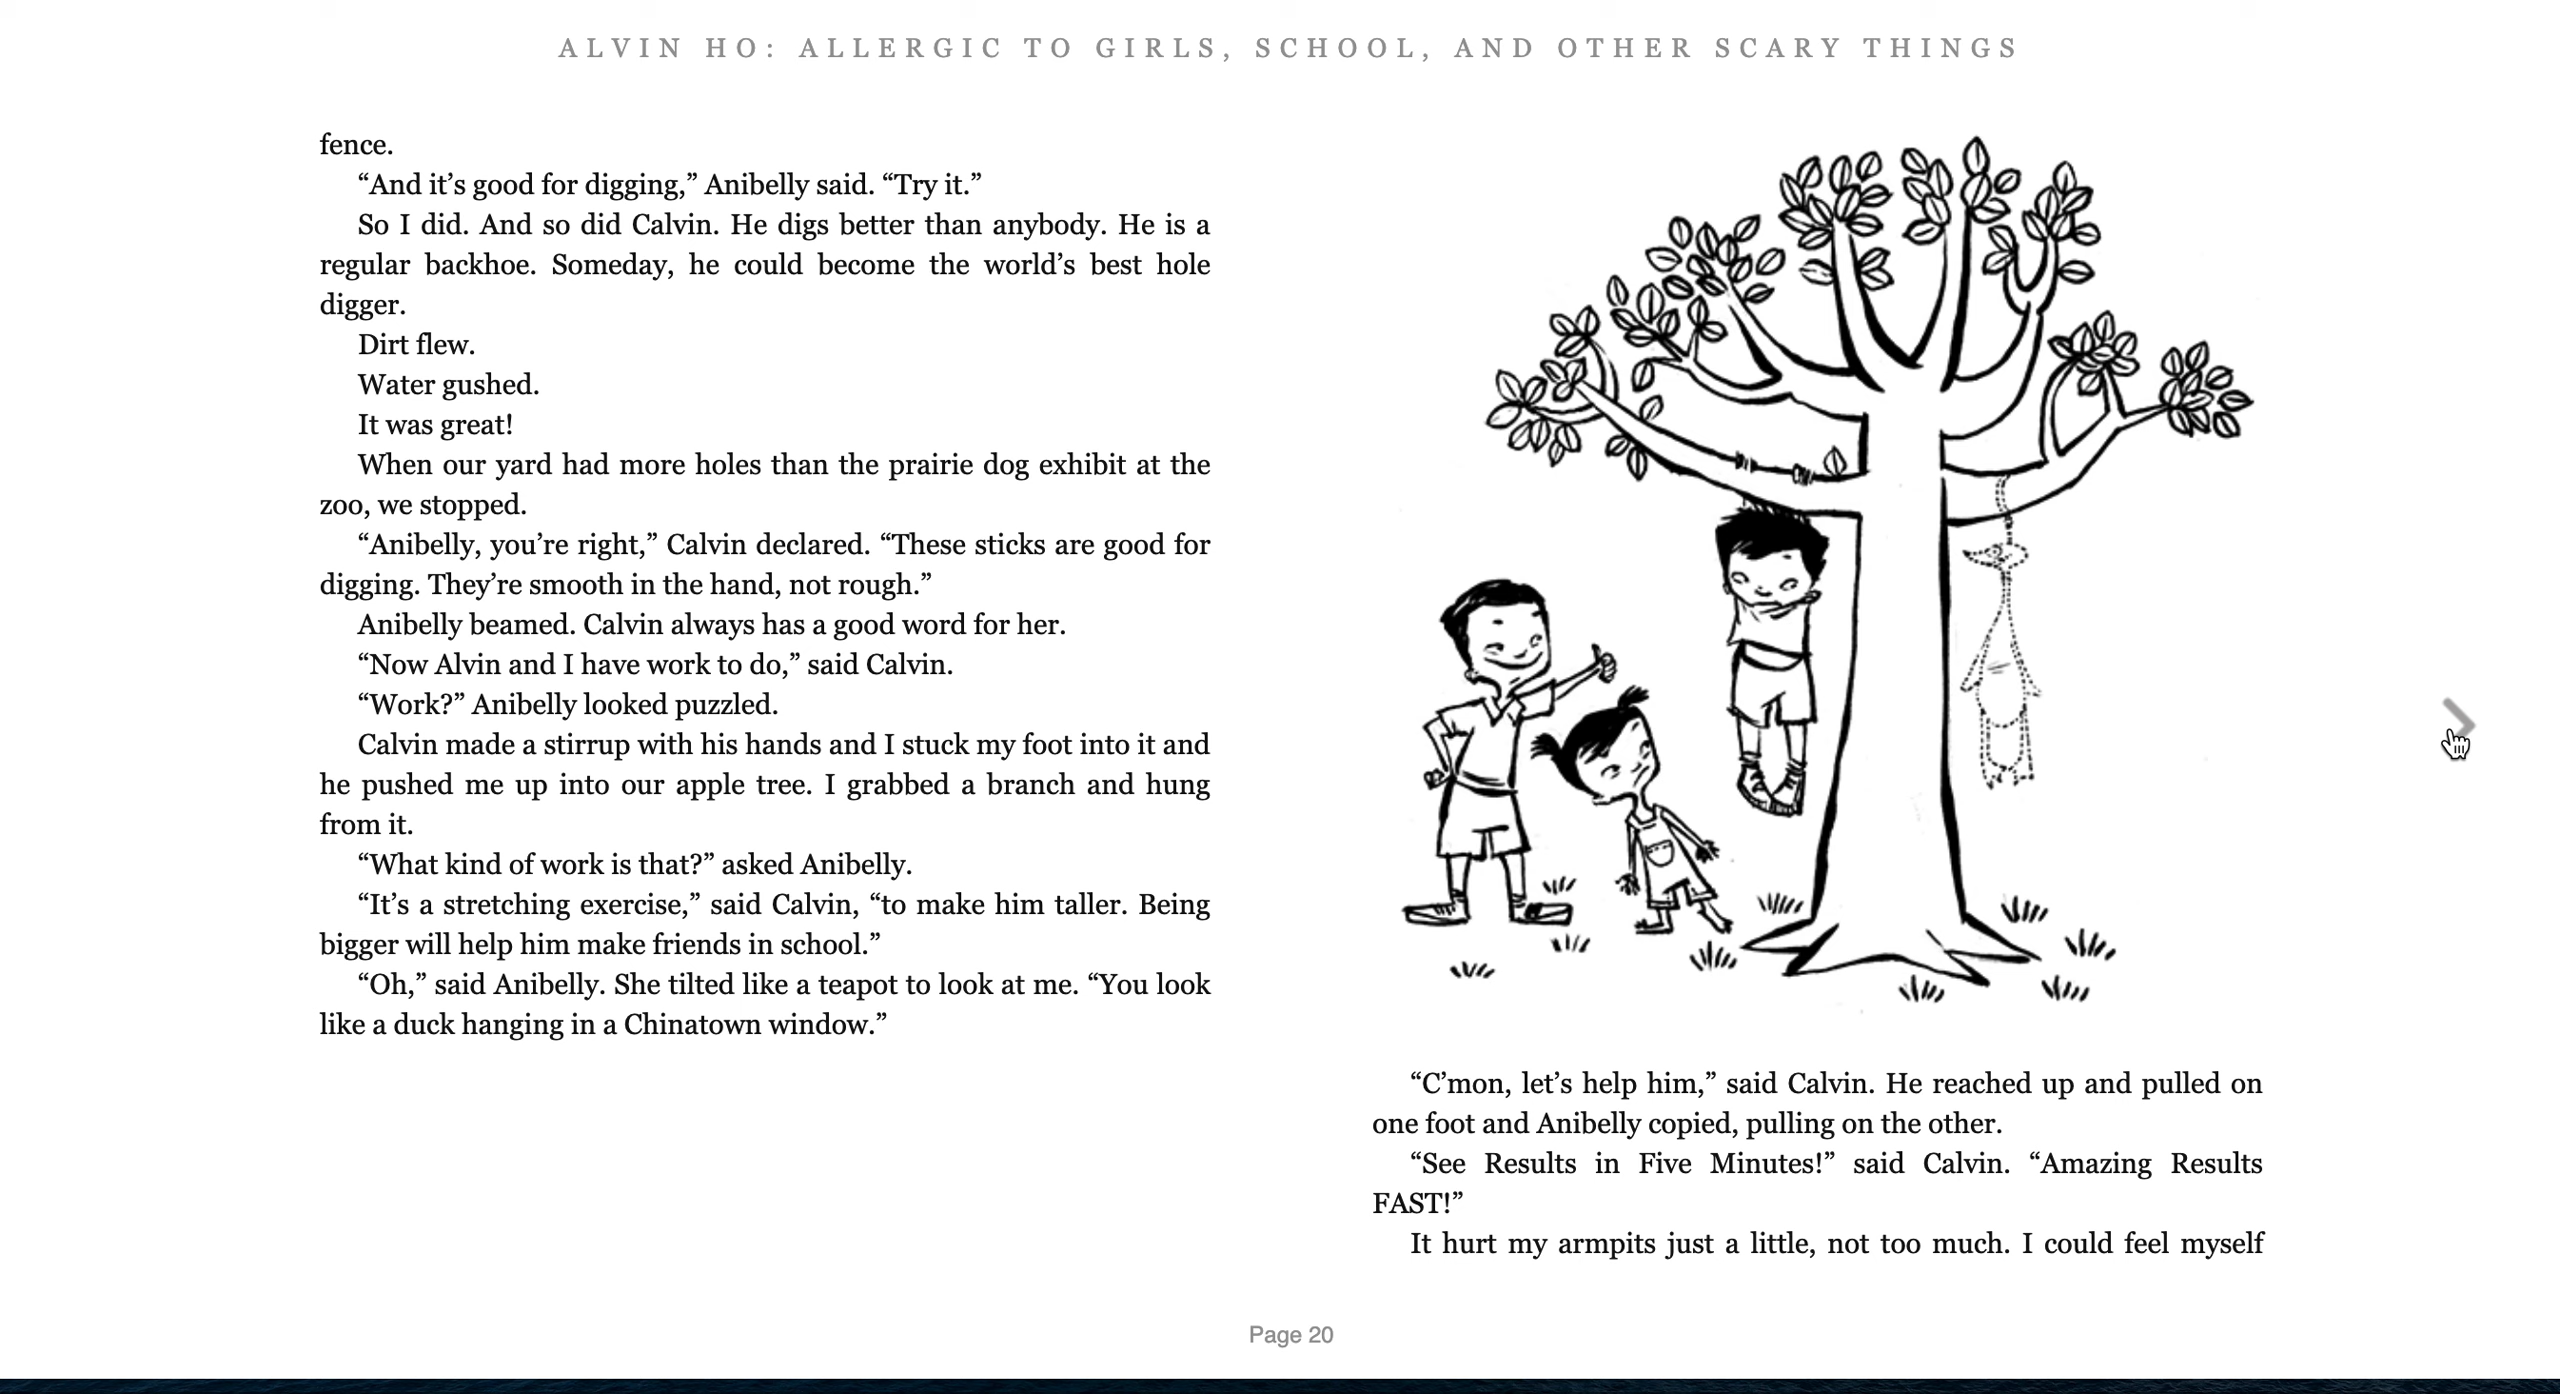 ALVIN HO: ALLERGIC TO GIRLS, SCHOOL, AND OTHER SCARY THINGS
fence.
“And it’s good for digging,” Anibelly said. “Try it.”
So I did. And so did Calvin. He digs better than anybody. He is a
regular backhoe. Someday, he could become the world’s best hole
digger.
Dirt flew.
Water gushed.
It was great!
When our yard had more holes than the prairie dog exhibit at the
zoo, we stopped.
“Anibelly, you’re right,” Calvin declared. “These sticks are good for
digging. They’re smooth in the hand, not rough.”
Anibelly beamed. Calvin always has a good word for her.
“Now Alvin and I have work to do,” said Calvin.
“Work?” Anibelly looked puzzled.
Calvin made a stirrup with his hands and I stuck my foot into it and
he pushed me up into our apple tree. I grabbed a branch and hung
from it.
“What kind of work is that?” asked Anibelly.
“It’s a stretching exercise,” said Calvin, “to make him taller. Being
bigger will help him make friends in school.”
“Oh,” said Anibelly. She tilted like a teapot to look at me. “You look
like a duck hanging in a Chinatown window.”
“C’mon, let’s help him,” said Calvin. He reached up and pulled on
one foot and Anibelly copied, pulling on the other.
“See Results in Five Minutes!” said Calvin. “Amazing Results
FAST!”
It hurt my armpits just a little, not too much. I could feel myself
Page 20